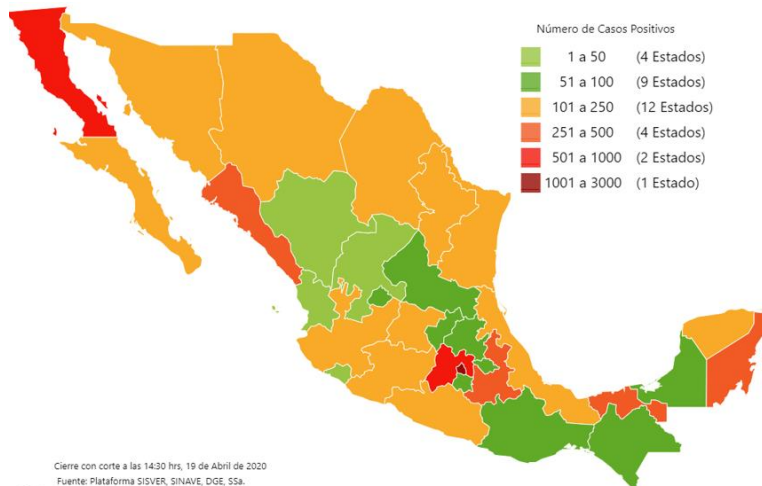 Número de Casos Positivos
1 a 50 (4 Estados)
51 a 100 (9 Estados)
101 a 250 (12 Estados)
251 a 500 (4 Estados)
501 a 1000 (2 Estados)
1001 a 3000 (1 Estado)
Cierre con corte a las 14:30 hrs, 19 de Abril de 2020
Fuente: Plataforma SISVER, SINAVE, DGE, SSa.